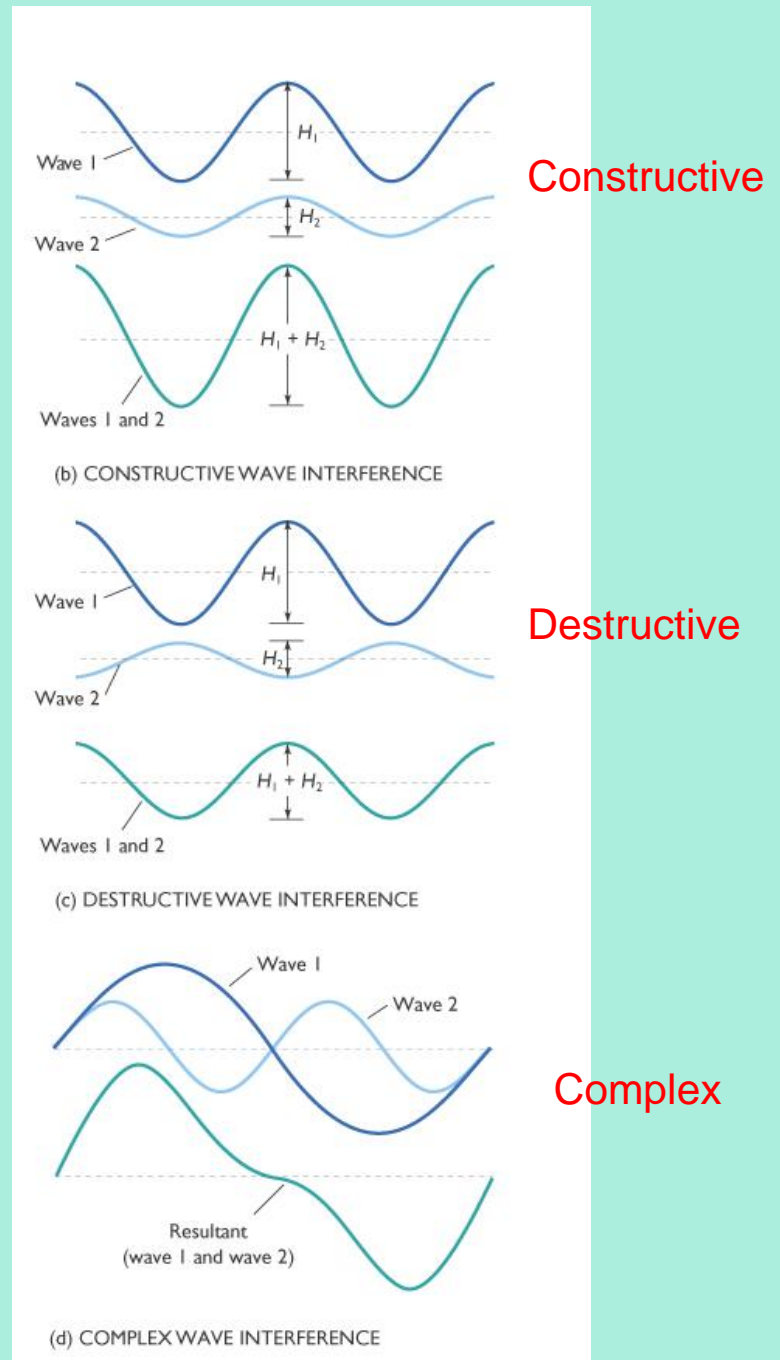 H₁
Wave 1
Constructive
H₂
Wave 2
H₁ + H₂
Waves 1 and 2
(b) CONSTRUCTIVE WAVE INTERFERENCE
H₁
Wave 1
Destructive
H₂
Wave 2
H₁ + H₂
Waves 1 and 2
(c) DESTRUCTIVE WAVE INTERFERENCE
Wave 1
Wave 2
Complex
Resultant
(wave 1 and wave 2)
(d) COMPLEX WAVE INTERFERENCE